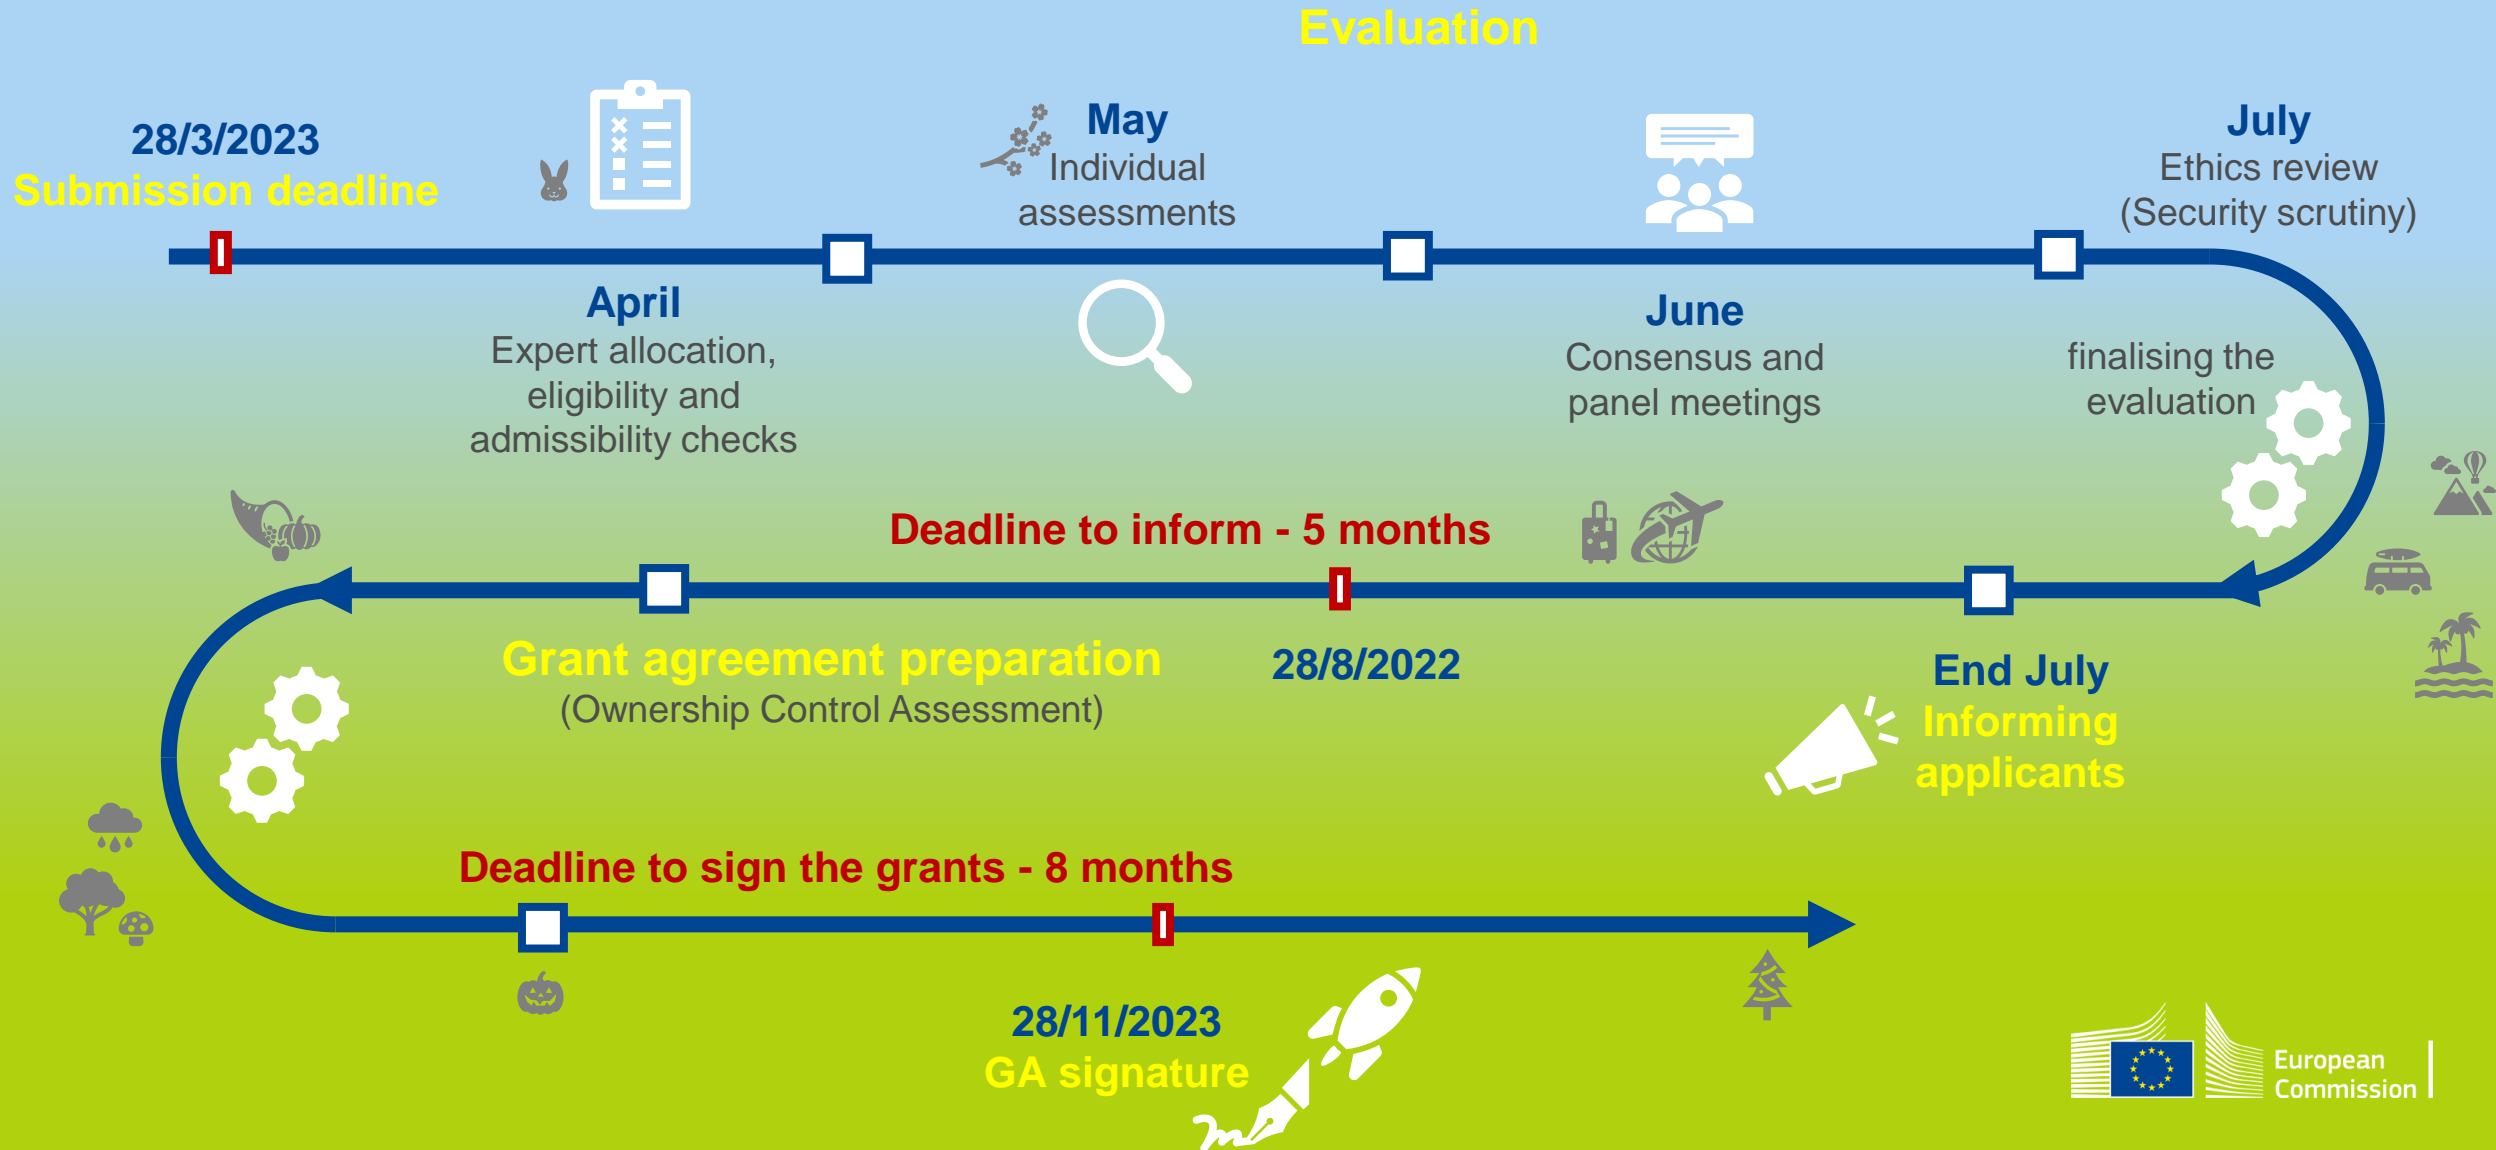 Evaluation
28/3/2023
Submission deadline
May
Individual
assessments
July
Ethics review
(Security scrutiny)
April
Expert allocation,
eligibility and
admissibility checks
June
Consensus and
panel meetings
finalising the
evaluation
Deadline to inform - 5 months
Grant agreement preparation
(Ownership Control Assessment)
28/8/2022
End July
Informing
applicants
Deadline to sign the grants - 8 months
28/11/2023
GA signature
European
Commission